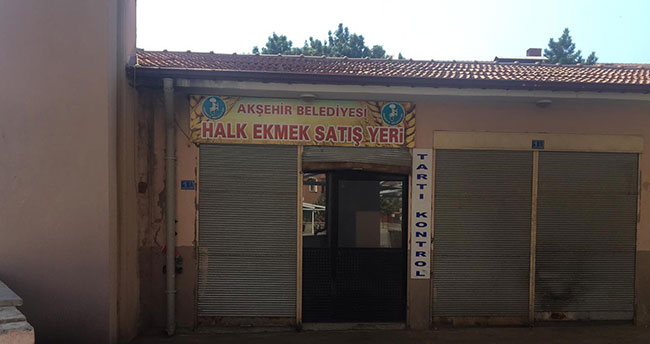 AKŞEHİR BELEDİYESİ
HALK EKMEK SATIŞ YERİ
TARTI KONTROL